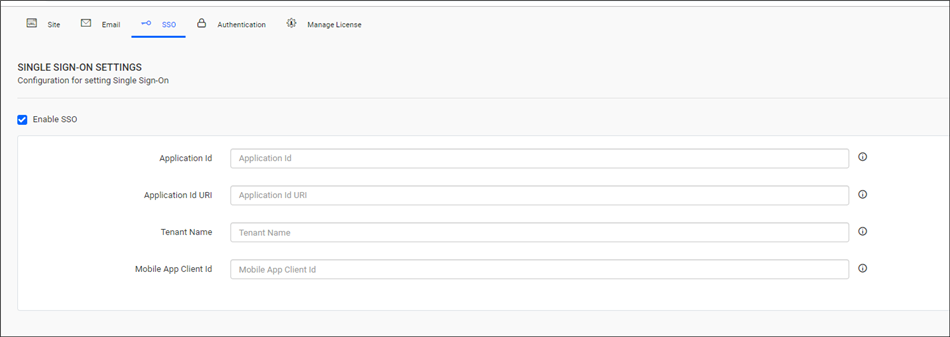 Site Email SSO Authentication Manage License
SINGLE SIGN-ON SETTINGS
Configuration for setting Single Sign-On
Enable SSO
Application Id Application Id
Application Id URI Application Id URI
Tenant Name Tenant Name
Mobile App Client Id Mobile App Client Id